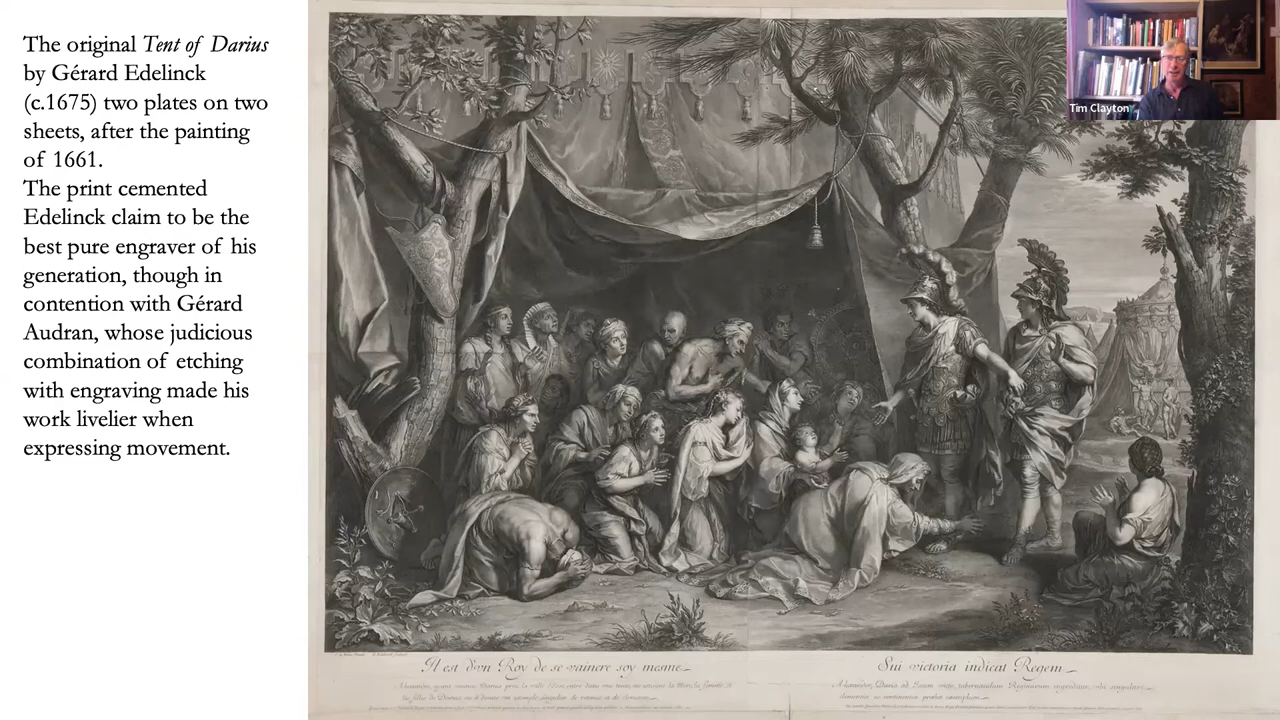 The original Tent of Darius
by Gérard Edelinck
(c.1675) two plates on two
sheets, after the painting
of 1661.
The print cemented
Edelinck claim to be the
best pure engraver of his
generation, though in
contention with Gérard
Audran, whose judicious
combination of etching
with engraving made his
work livelier when
expressing movement.
Tim Clayton
Il est d'vn Roy de se vaincre soy mesme
Sui victoria indicat Regem